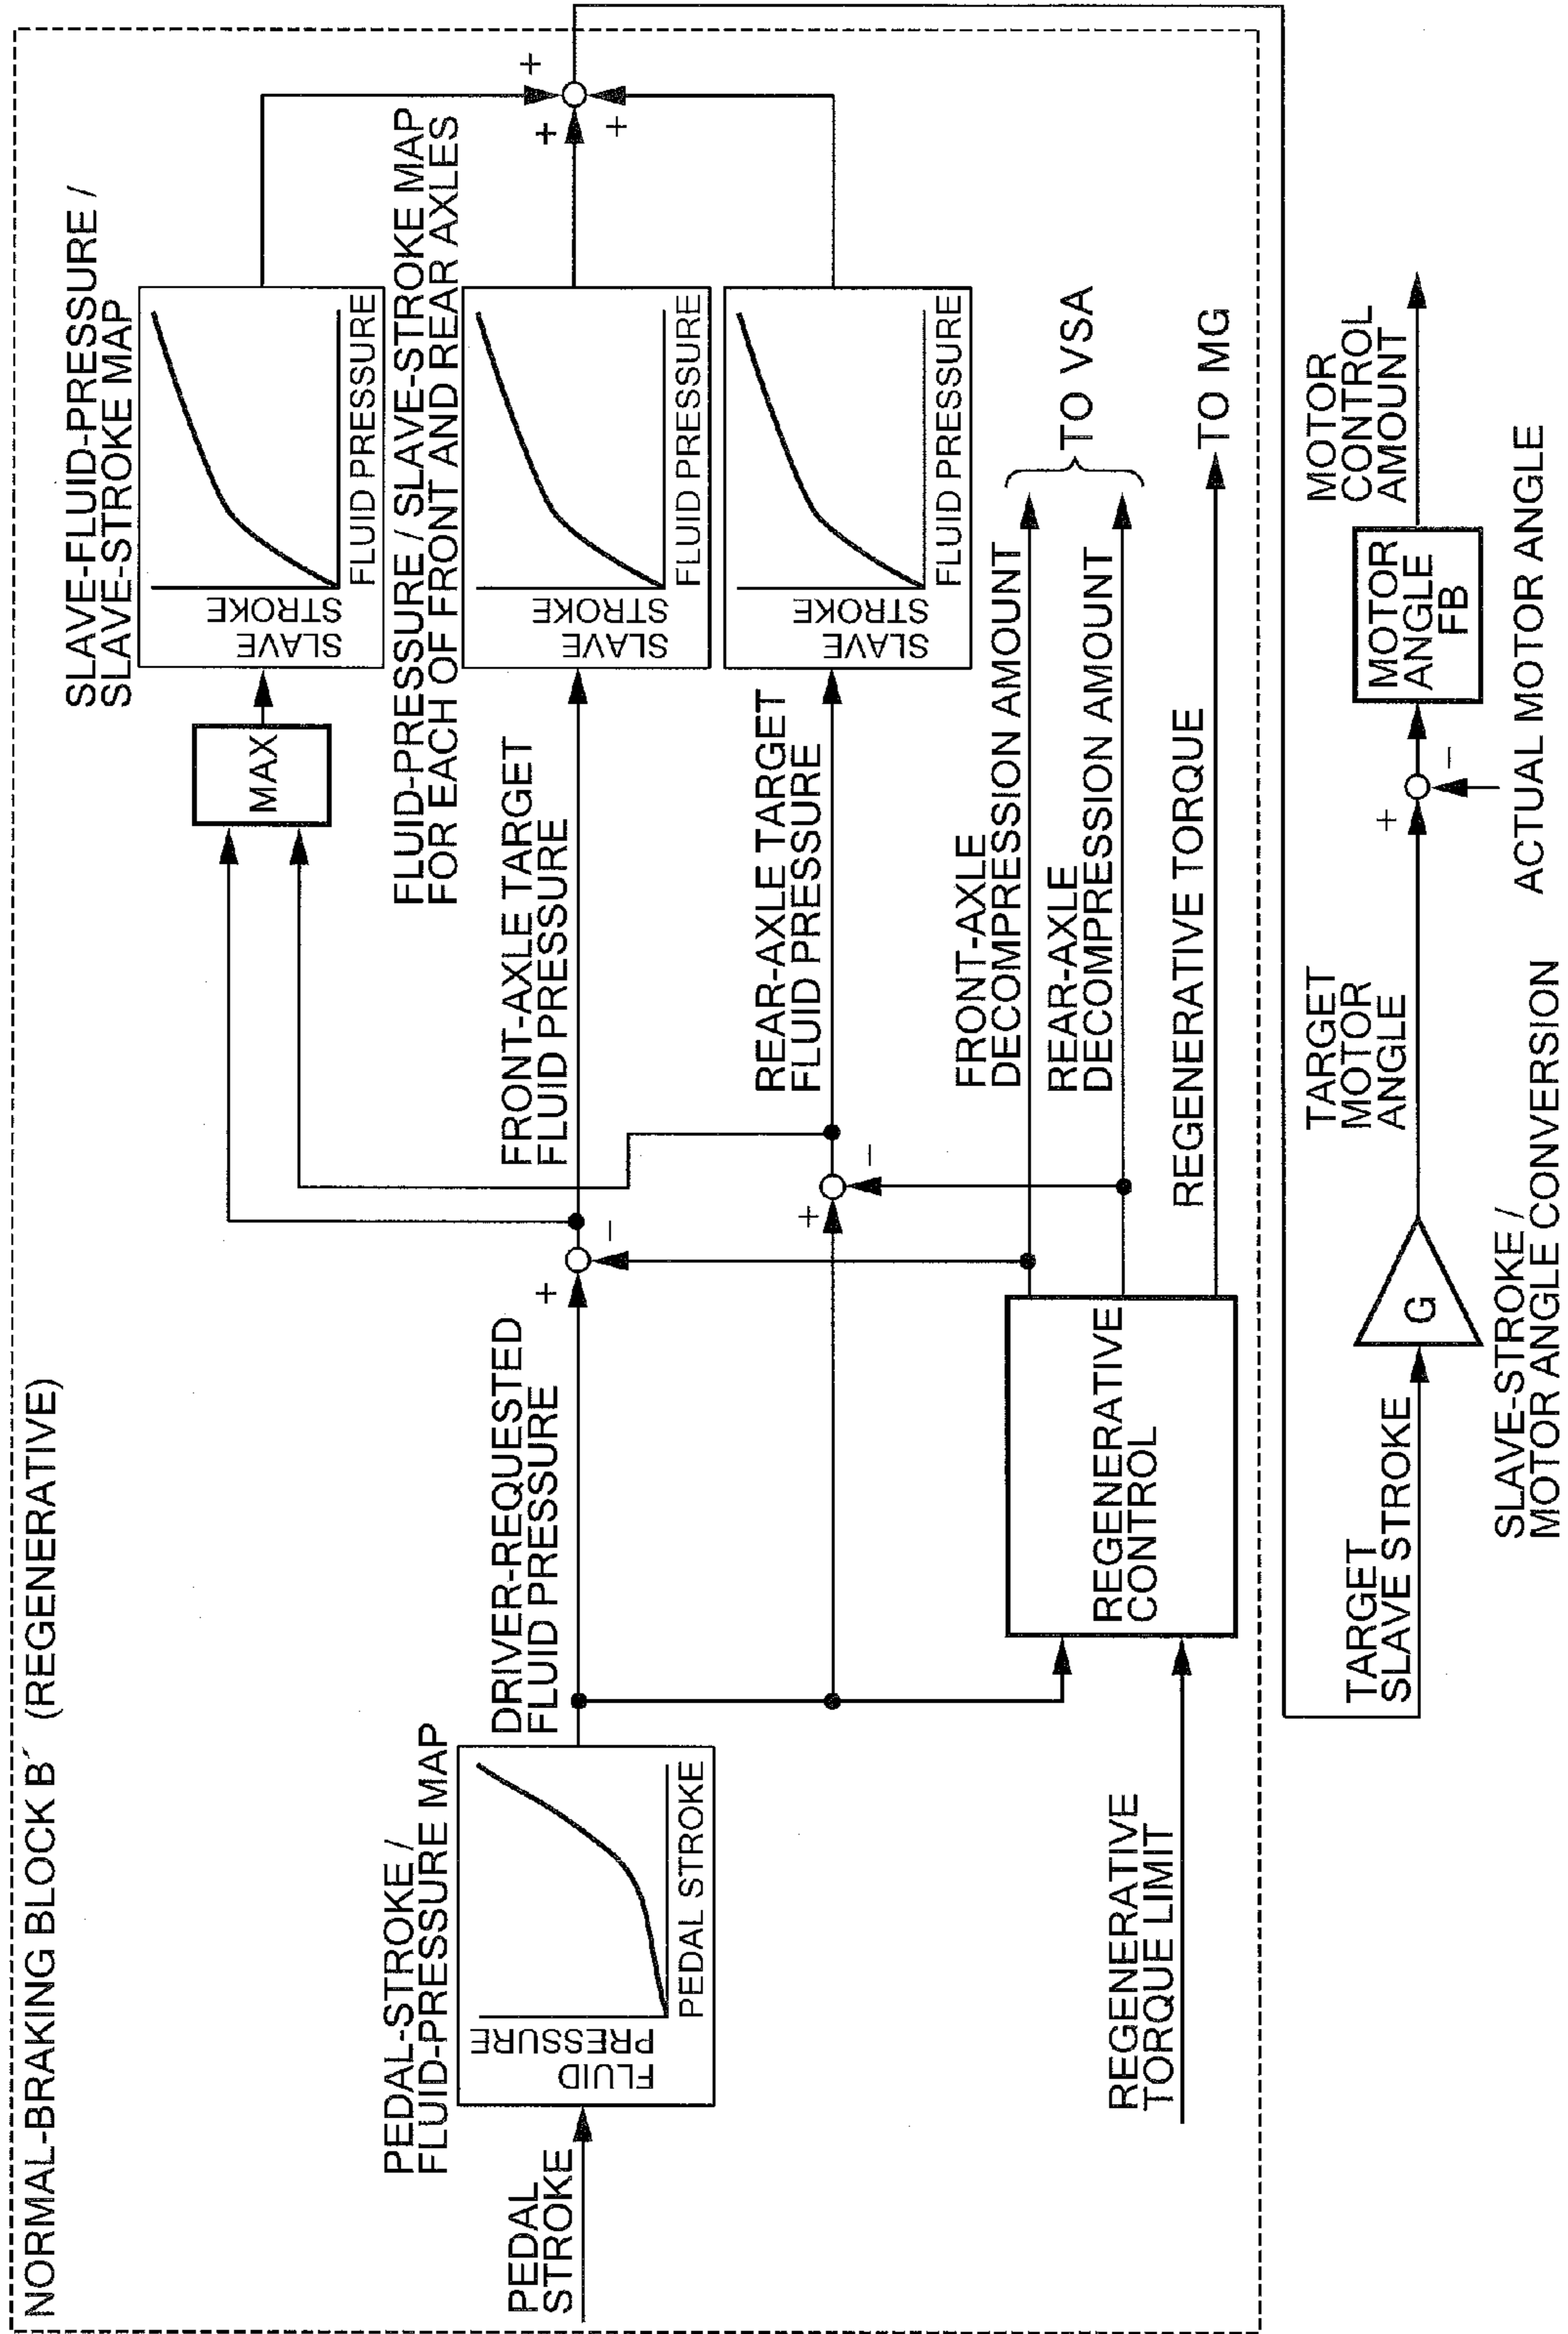 NORMAL-BRAKING BLOCK B´ (REGENERATIVE)
PEDAL
STROKE
PEDAL-STROKE /
FLUID-PRESSURE MAP
FLUID
PRESSURE
PEDAL STROKE
DRIVER-REQUESTED
FLUID PRESSURE
REGENERATIVE
TORQUE LIMIT
REGENERATIVE
CONTROL
+
−
+
−
FRONT-AXLE TARGET
FLUID PRESSURE
REAR-AXLE TARGET
FLUID PRESSURE
FRONT-AXLE
DECOMPRESSION AMOUNT
REAR-AXLE
DECOMPRESSION AMOUNT
REGENERATIVE TORQUE
TO VSA
TO MG
MAX
SLAVE-FLUID-PRESSURE /
SLAVE-STROKE MAP
SLAVE
STROKE
FLUID PRESSURE
FLUID-PRESSURE / SLAVE-STROKE MAP
FOR EACH OF FRONT AND REAR AXLES
SLAVE
STROKE
FLUID PRESSURE
SLAVE
STROKE
FLUID PRESSURE
+
+
+
TARGET
SLAVE STROKE
G
SLAVE-STROKE /
MOTOR ANGLE CONVERSION
TARGET
MOTOR
ANGLE
+
−
ACTUAL MOTOR ANGLE
MOTOR
ANGLE
FB
MOTOR
CONTROL
AMOUNT